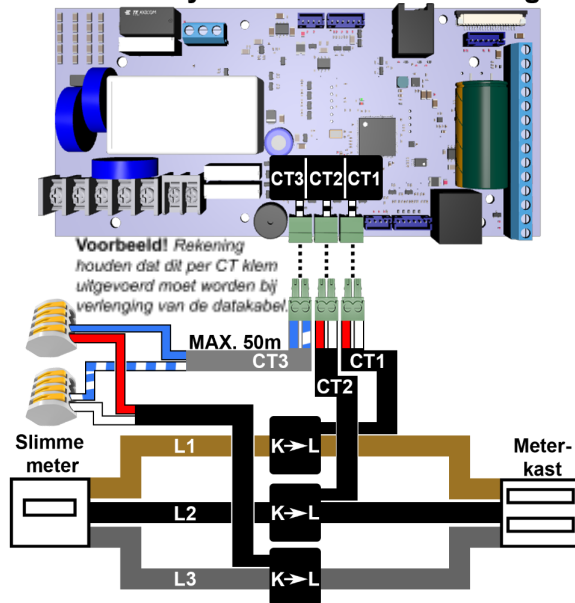 CT3 CT2 CT1
Voorbeeld! Rekening
houden dat dit per CT klem
uitgevoerd moet worden bij
verlenging van de datakabel.
MAX. 50m
CT3
CT1
CT2
Slimme
meter
Meter-
kast
L1
K→L
L2
K→L
L3
K→L